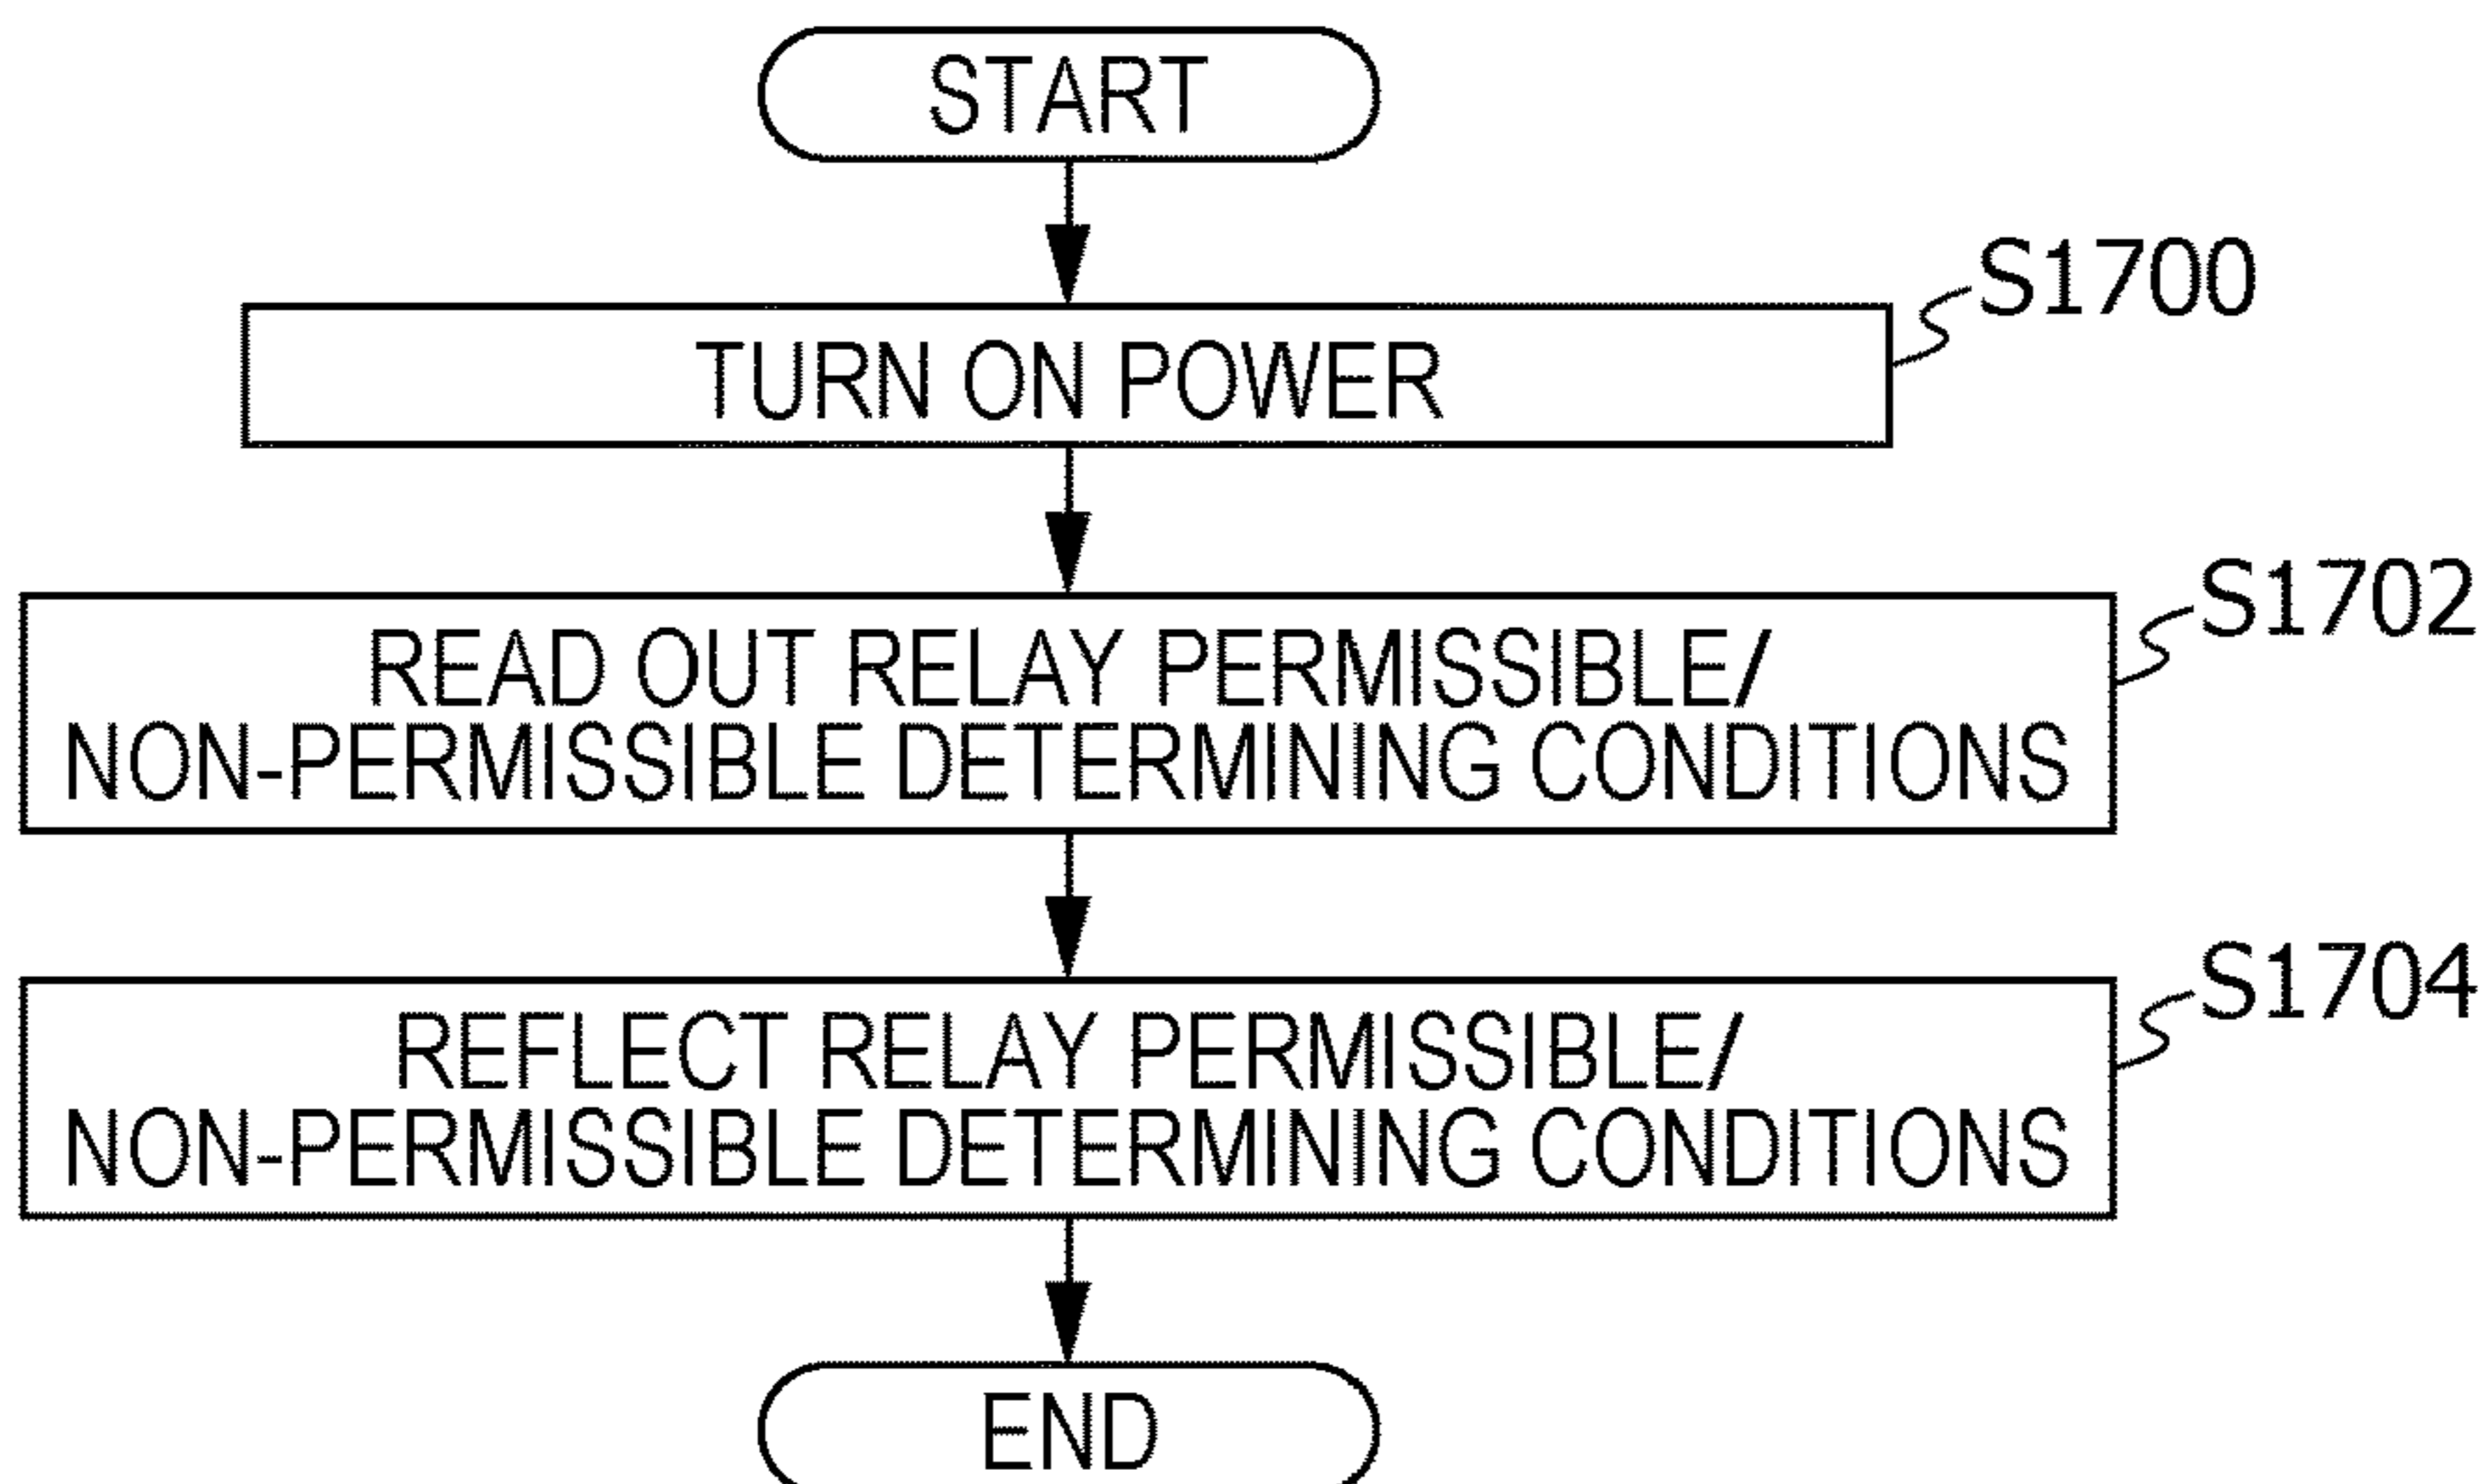 START
S1700
TURN ON POWER
S1702
READ OUT RELAY PERMISSIBLE/
NON-PERMISSIBLE DETERMINING CONDITIONS
S1704
REFLECT RELAY PERMISSIBLE/
NON-PERMISSIBLE DETERMINING CONDITIONS
END